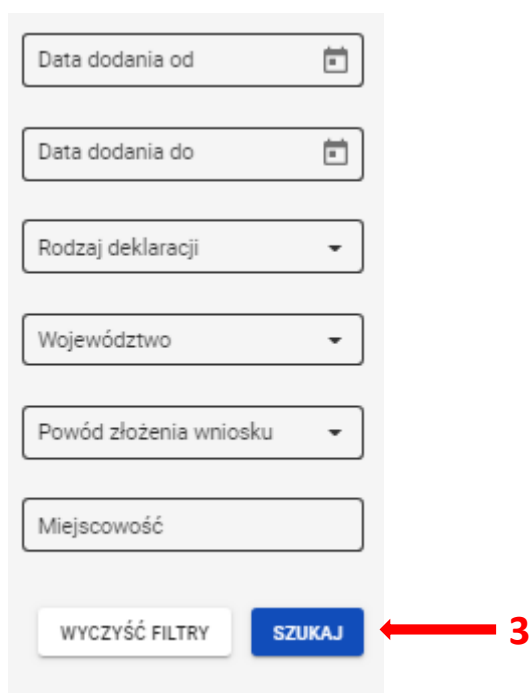 Data dodania od
Data dodania do
Rodzaj deklaracji
Województwo
Powód złożenia wniosku
Miejscowość
WYCZYŚĆ FILTRY SZUKAJ 3